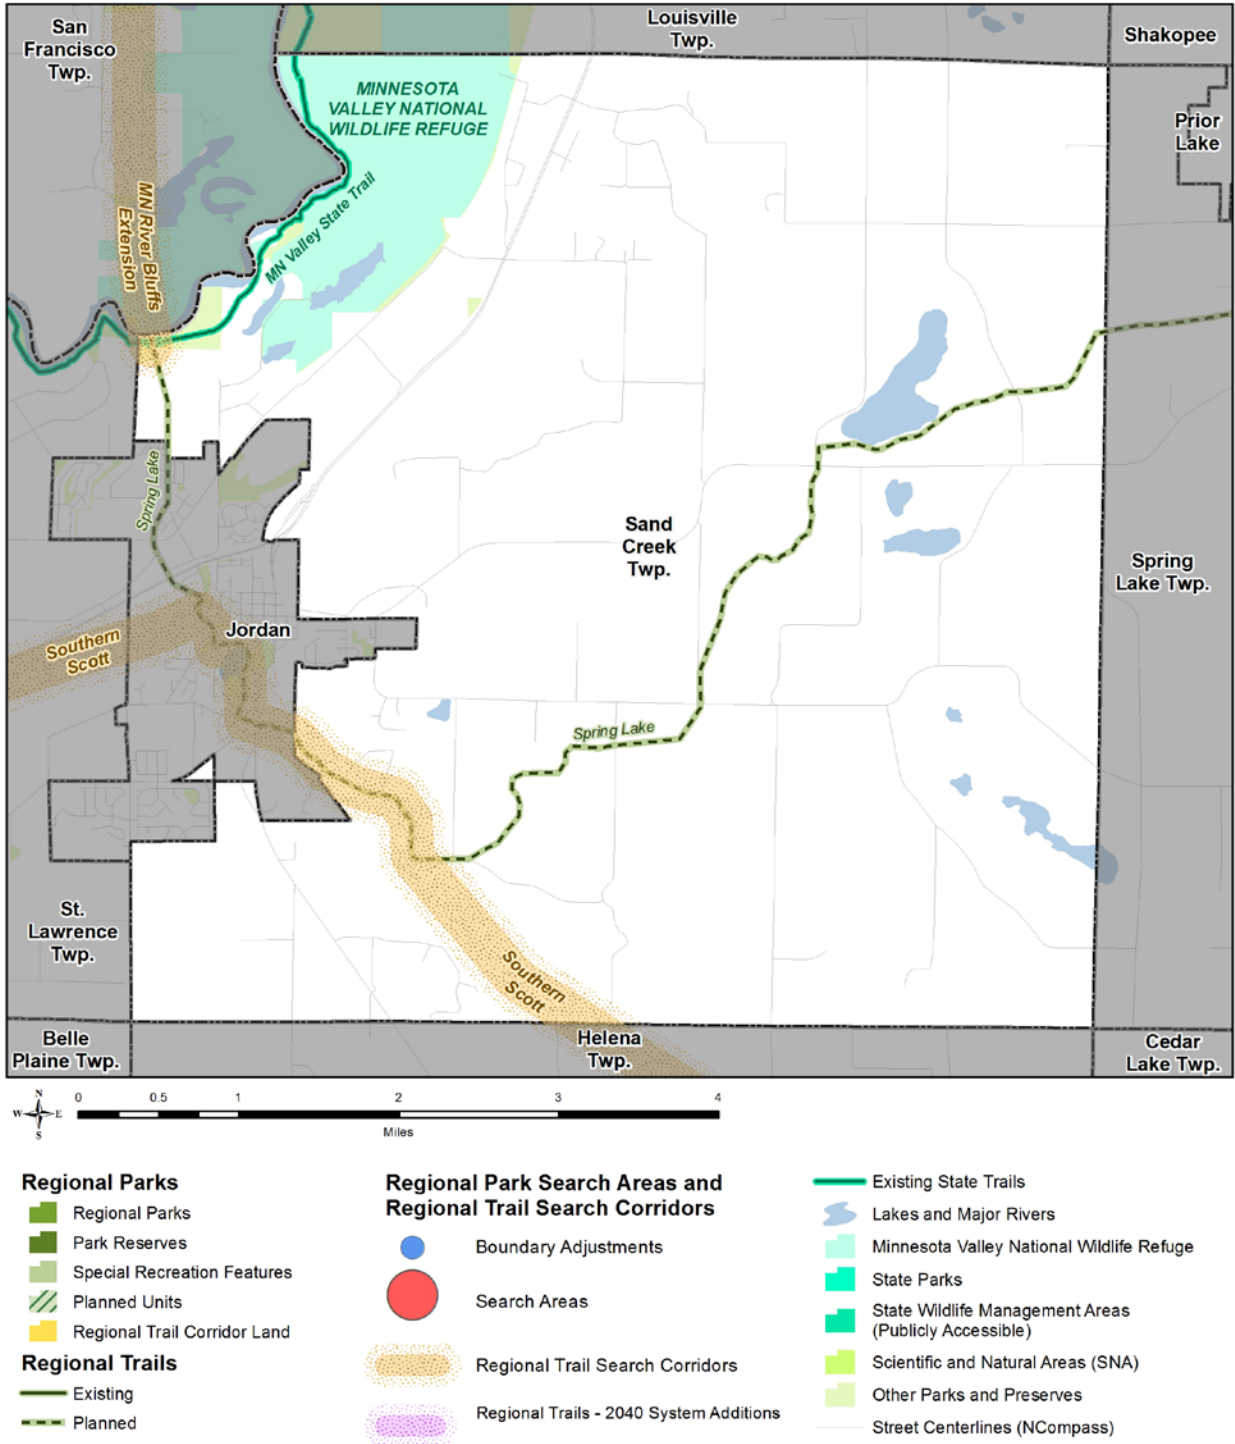 San
Francisco
Twp.
Louisville
Twp.
Shakopee
MINNESOTA
VALLEY NATIONAL
WILDLIFE REFUGE
Prior
Lake
MN River Bluffs
Extension
MN Valley State Trail
Spring Lake
Sand
Creek
Twp.
Spring
Lake Twp.
Jordan
Southern
Scott
Spring Lake
St.
Lawrence
Twp.
Southern
Scott
Belle
Plaine Twp.
Helena
Twp.
Cedar
Lake Twp.
N
W E
S
0 0.5 1 2 3 4
Miles
Regional Parks
Regional Parks
Park Reserves
Special Recreation Features
Planned Units
Regional Trail Corridor Land
Regional Trails
Existing
Planned
Regional Park Search Areas and
Regional Trail Search Corridors
Boundary Adjustments
Search Areas
Regional Trail Search Corridors
Regional Trails - 2040 System Additions
Existing State Trails
Lakes and Major Rivers
Minnesota Valley National Wildlife Refuge
State Parks
State Wildlife Management Areas
(Publicly Accessible)
Scientific and Natural Areas (SNA)
Other Parks and Preserves
Street Centerlines (NCompass)